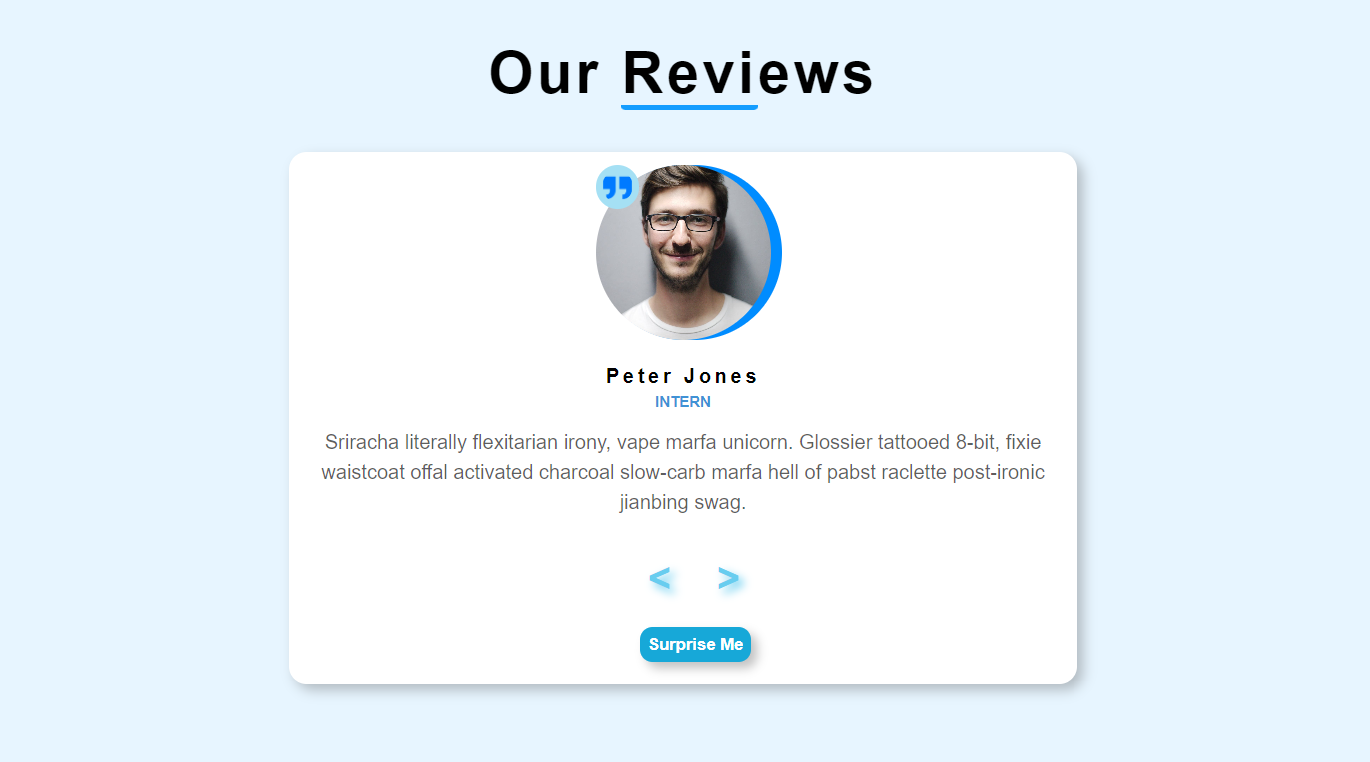 Our Reviews
Peter Jones
INTERN
Sriracha literally flexitarian irony, vape marfa unicorn. Glossier tattooed 8-bit, fixie
waistcoat offal activated charcoal slow-carb marfa hell of pabst raclette post-ironic
jianbing swag.
< >
Surprise Me